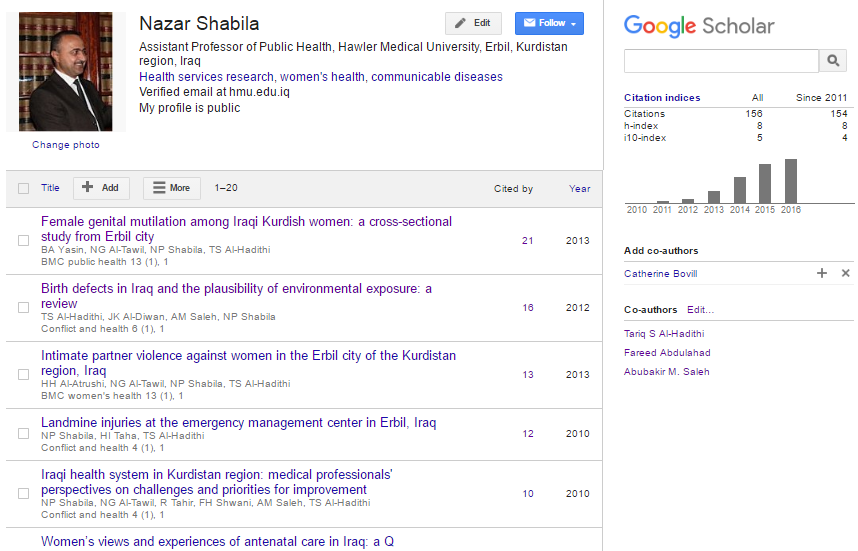 Nazar Shabila
Edit
Follow
Assistant Professor of Public Health, Hawler Medical University, Erbil, Kurdistan
region, Iraq
Health services research, women's health, communicable diseases
Verified email at hmu.edu.iq
My profile is public
Change photo
Title
Add
More
1–20
Cited by
Year
Female genital mutilation among Iraqi Kurdish women: a cross-sectional
study from Erbil city
BA Yasin, NG Al-Tawil, NP Shabila, TS Al-Hadithi
BMC public health 13 (1), 1
21
2013
Birth defects in Iraq and the plausibility of environmental exposure: a
review
TS Al-Hadithi, JK Al-Diwan, AM Saleh, NP Shabila
Conflict and health 6 (1), 1
16
2012
Intimate partner violence against women in the Erbil city of the Kurdistan
region, Iraq
HH Al-Atrushi, NG Al-Tawil, NP Shabila, TS Al-Hadithi
BMC women's health 13 (1), 1
13
2013
Landmine injuries at the emergency management center in Erbil, Iraq
NP Shabila, HI Taha, TS Al-Hadithi
Conflict and health 4 (1), 1
12
2010
Iraqi health system in Kurdistan region: medical professionals'
perspectives on challenges and priorities for improvement
NP Shabila, NG Al-Tawil, R Tahir, FH Shwani, AM Saleh, TS Al-Hadithi
Conflict and health 4 (1), 1
10
2010
Women's views and experiences of antenatal care in Iraq: a Q
Google Scholar
Citation indices All Since 2011
Citations 156 154
h-index 8 8
i10-index 5 4
2010 2011 2012 2013 2014 2015 2016
Add co-authors
Catherine Bovill
Co-authors Edit...
Tariq S Al-Hadithi
Fareed Abdulahad
Abubakir M. Saleh